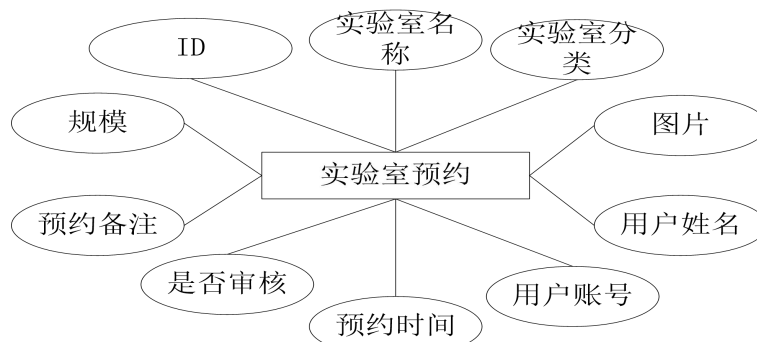 ID
实验室名
称
实验室分
类
规模
图片
实验室预约
预约备注
用户姓名
是否审核
用户账号
预约时间